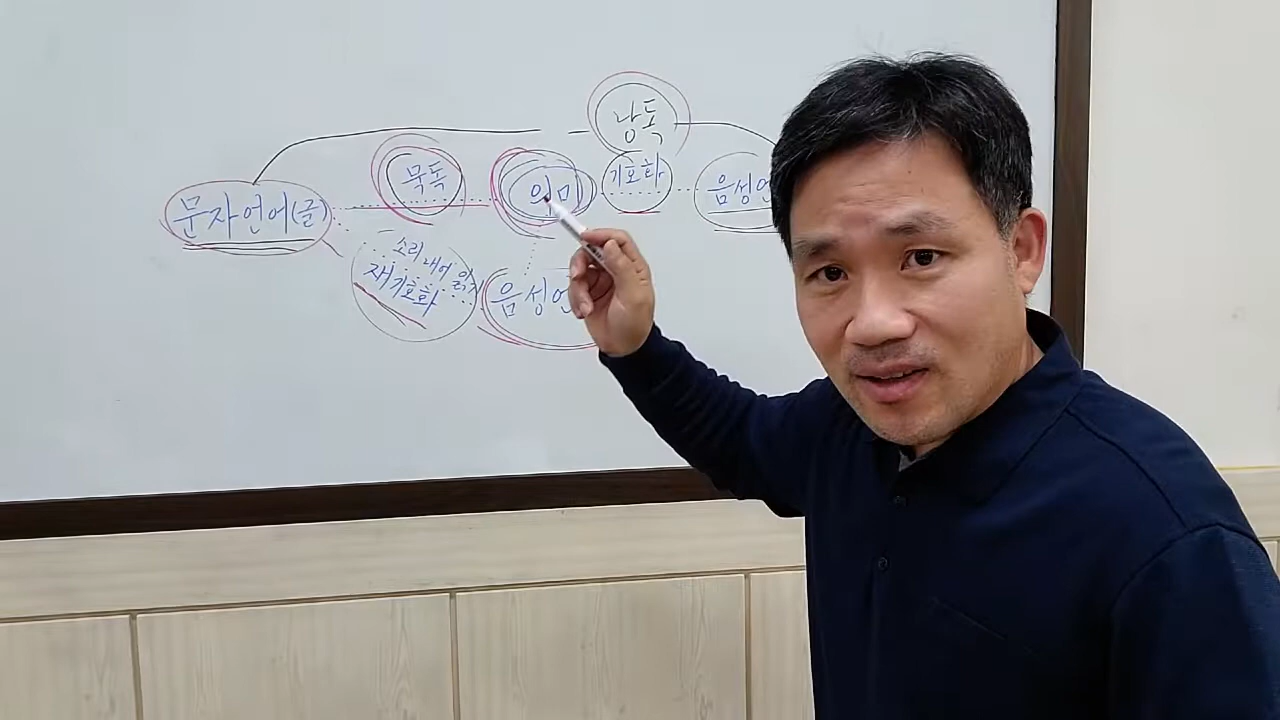 낭독
묵독
의미
기호화
음성언
문자언어(글)
소리 내어 읽기
재기호화
음성언